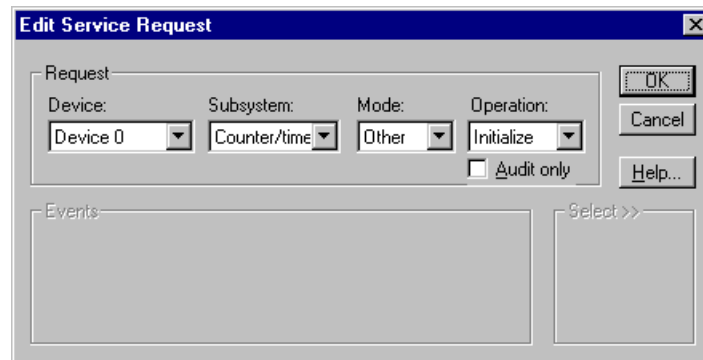 Edit Service Request
Request
Device:
Subsystem:
Mode:
Operation:
Device 0
Counter/time
Other
Initialize
Audit only
OK
Cancel
Help...
Events
Select >>